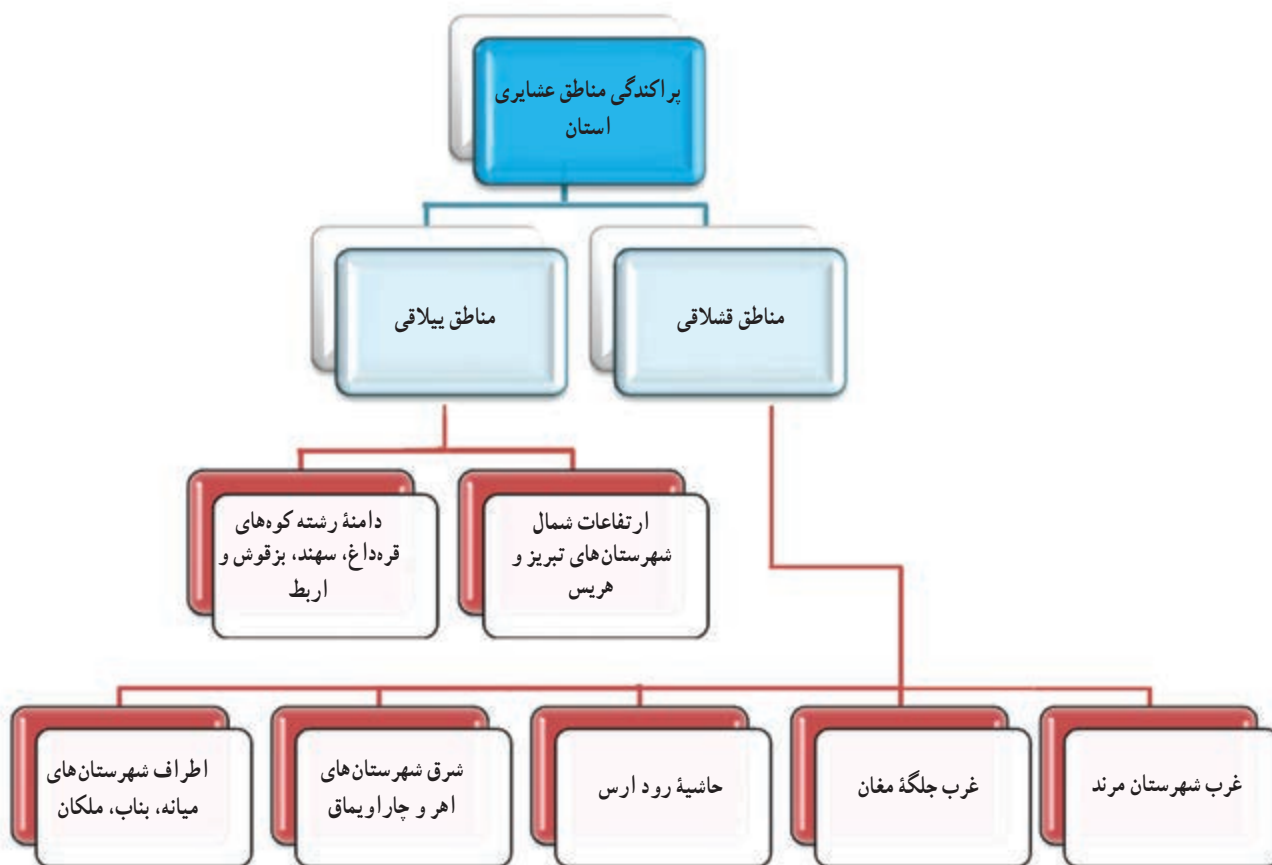 پراکندگی مناطق عشایری
استان
مناطق قشلاقی
مناطق ییلاقی
ارتفاعات شمال
شهرستان‌های تبریز و
هریس
دامنهٔ رشته کوه‌های
قره‌داغ، سهند، بزقوش و
اربط
غرب شهرستان مرند
غرب جلگهٔ مغان
حاشیهٔ رود ارس
شرق شهرستان‌های
اهر و چاراویماق
اطراف شهرستان‌های
میانه، بناب، ملکان